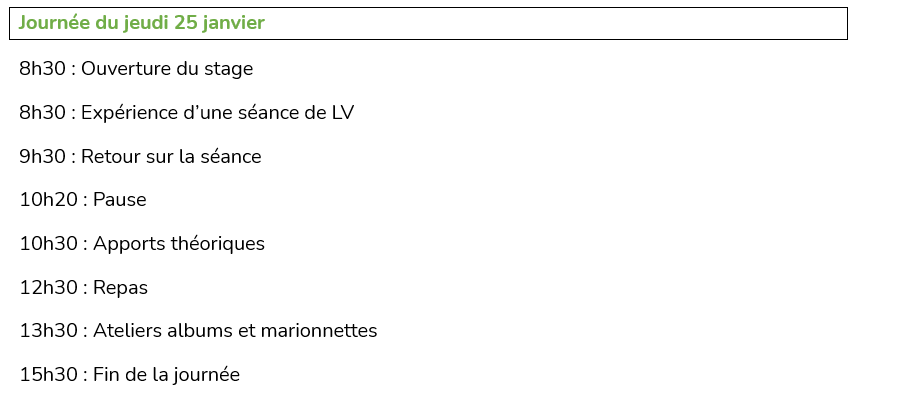 Journée du jeudi 25 janvier
8h30 : Ouverture du stage
8h30 : Expérience d’une séance de LV
9h30 : Retour sur la séance
10h20 : Pause
10h30 : Apports théoriques
12h30 : Repas
13h30 : Ateliers albums et marionnettes
15h30 : Fin de la journée